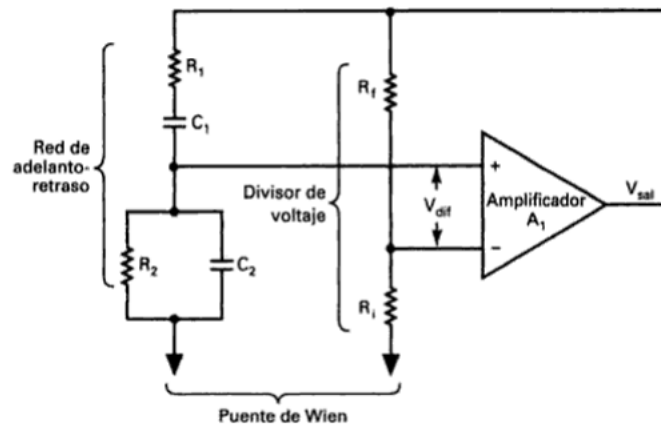 R₁
C₁
Red de
adelanto-
retraso
R₂
C₂
Divisor de
voltaje
R_f
R_i
V_dif
+
−
Amplificador
A₁
V_sal
Puente de Wien